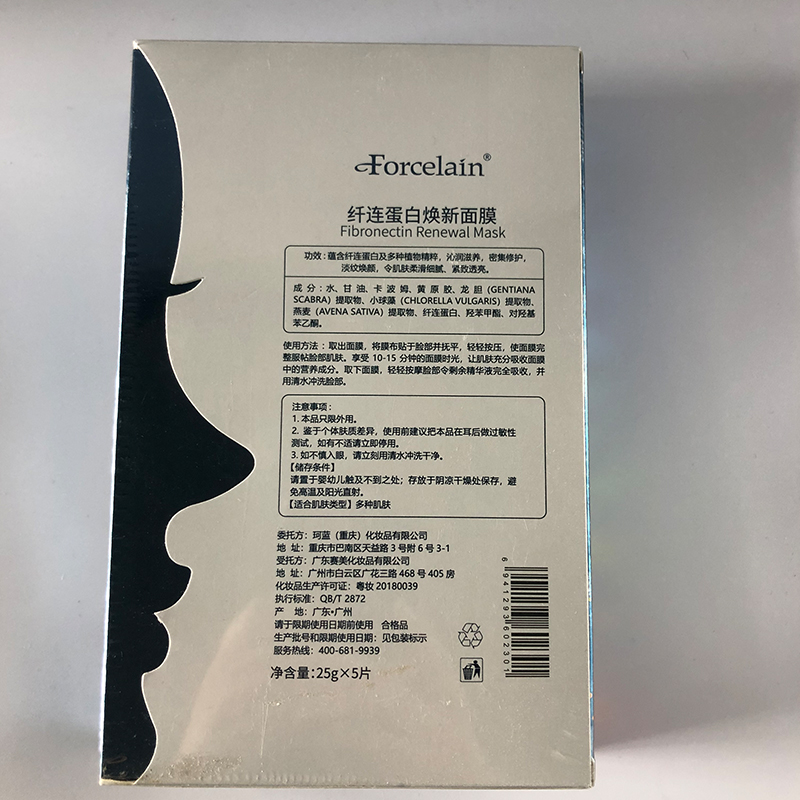 Forcelain®
纤连蛋白焕新面膜
Fibronectin Renewal Mask
功效：蕴含纤连蛋白及多种植物精粹，沁润滋养，密集修护，
淡纹焕颜，令肌肤柔滑细腻、紧致透亮。
成分：水、甘油、卡波姆、黄原胶、龙胆（GENTIANA
SCABRA）提取物、小球藻（CHLORELLA VULGARIS）提取物、
燕麦（AVENA SATIVA）提取物、纤连蛋白、羟苯甲酯、对羟基
苯乙酮。
使用方法：取出面膜，将膜布贴于脸部并抚平，轻轻按压，使面膜完
整服帖脸部肌肤。享受 10-15 分钟的面膜时光，让肌肤充分吸收面膜
中的营养成分。取下面膜，轻轻按摩脸部令剩余精华液完全吸收，并
用清水冲洗脸部。
注意事项：
1. 本品只限外用。
2. 鉴于个体肤质差异，使用前建议把本品在耳后做过敏性
测试，如有不适请立即停用。
3. 如不慎入眼，请立刻用清水冲洗干净。
【储存条件】
请置于婴幼儿触及不到之处；存放于阴凉干燥处保存，避
免高温及阳光直射。
【适合肌肤类型】多种肌肤
委托方：珂蓝（重庆）化妆品有限公司
地 址：重庆市巴南区天益路 3 号附 6 号 3-1
受托方：广东赛美化妆品有限公司
地 址：广州市白云区广花三路 468 号 405 房
化妆品生产许可证：粤妆 20180039
执行标准：QB/T 2872
产 地：广东·广州
请于限期使用日期前使用 合格品
生产批号和限期使用日期：见包装标示
服务热线：400-681-9939
净含量：25g×5片
6941293602301